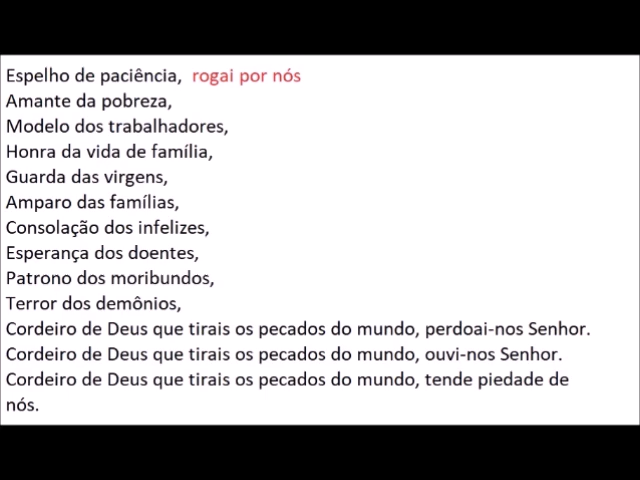 Espelho de paciência, rogai por nós
Amante da pobreza,
Modelo dos trabalhadores,
Honra da vida de família,
Guarda das virgens,
Amparo das famílias,
Consolação dos infelizes,
Esperança dos doentes,
Patrono dos moribundos,
Terror dos demônios,
Cordeiro de Deus que tirais os pecados do mundo, perdoai-nos Senhor.
Cordeiro de Deus que tirais os pecados do mundo, ouvi-nos Senhor.
Cordeiro de Deus que tirais os pecados do mundo, tende piedade de
nós.